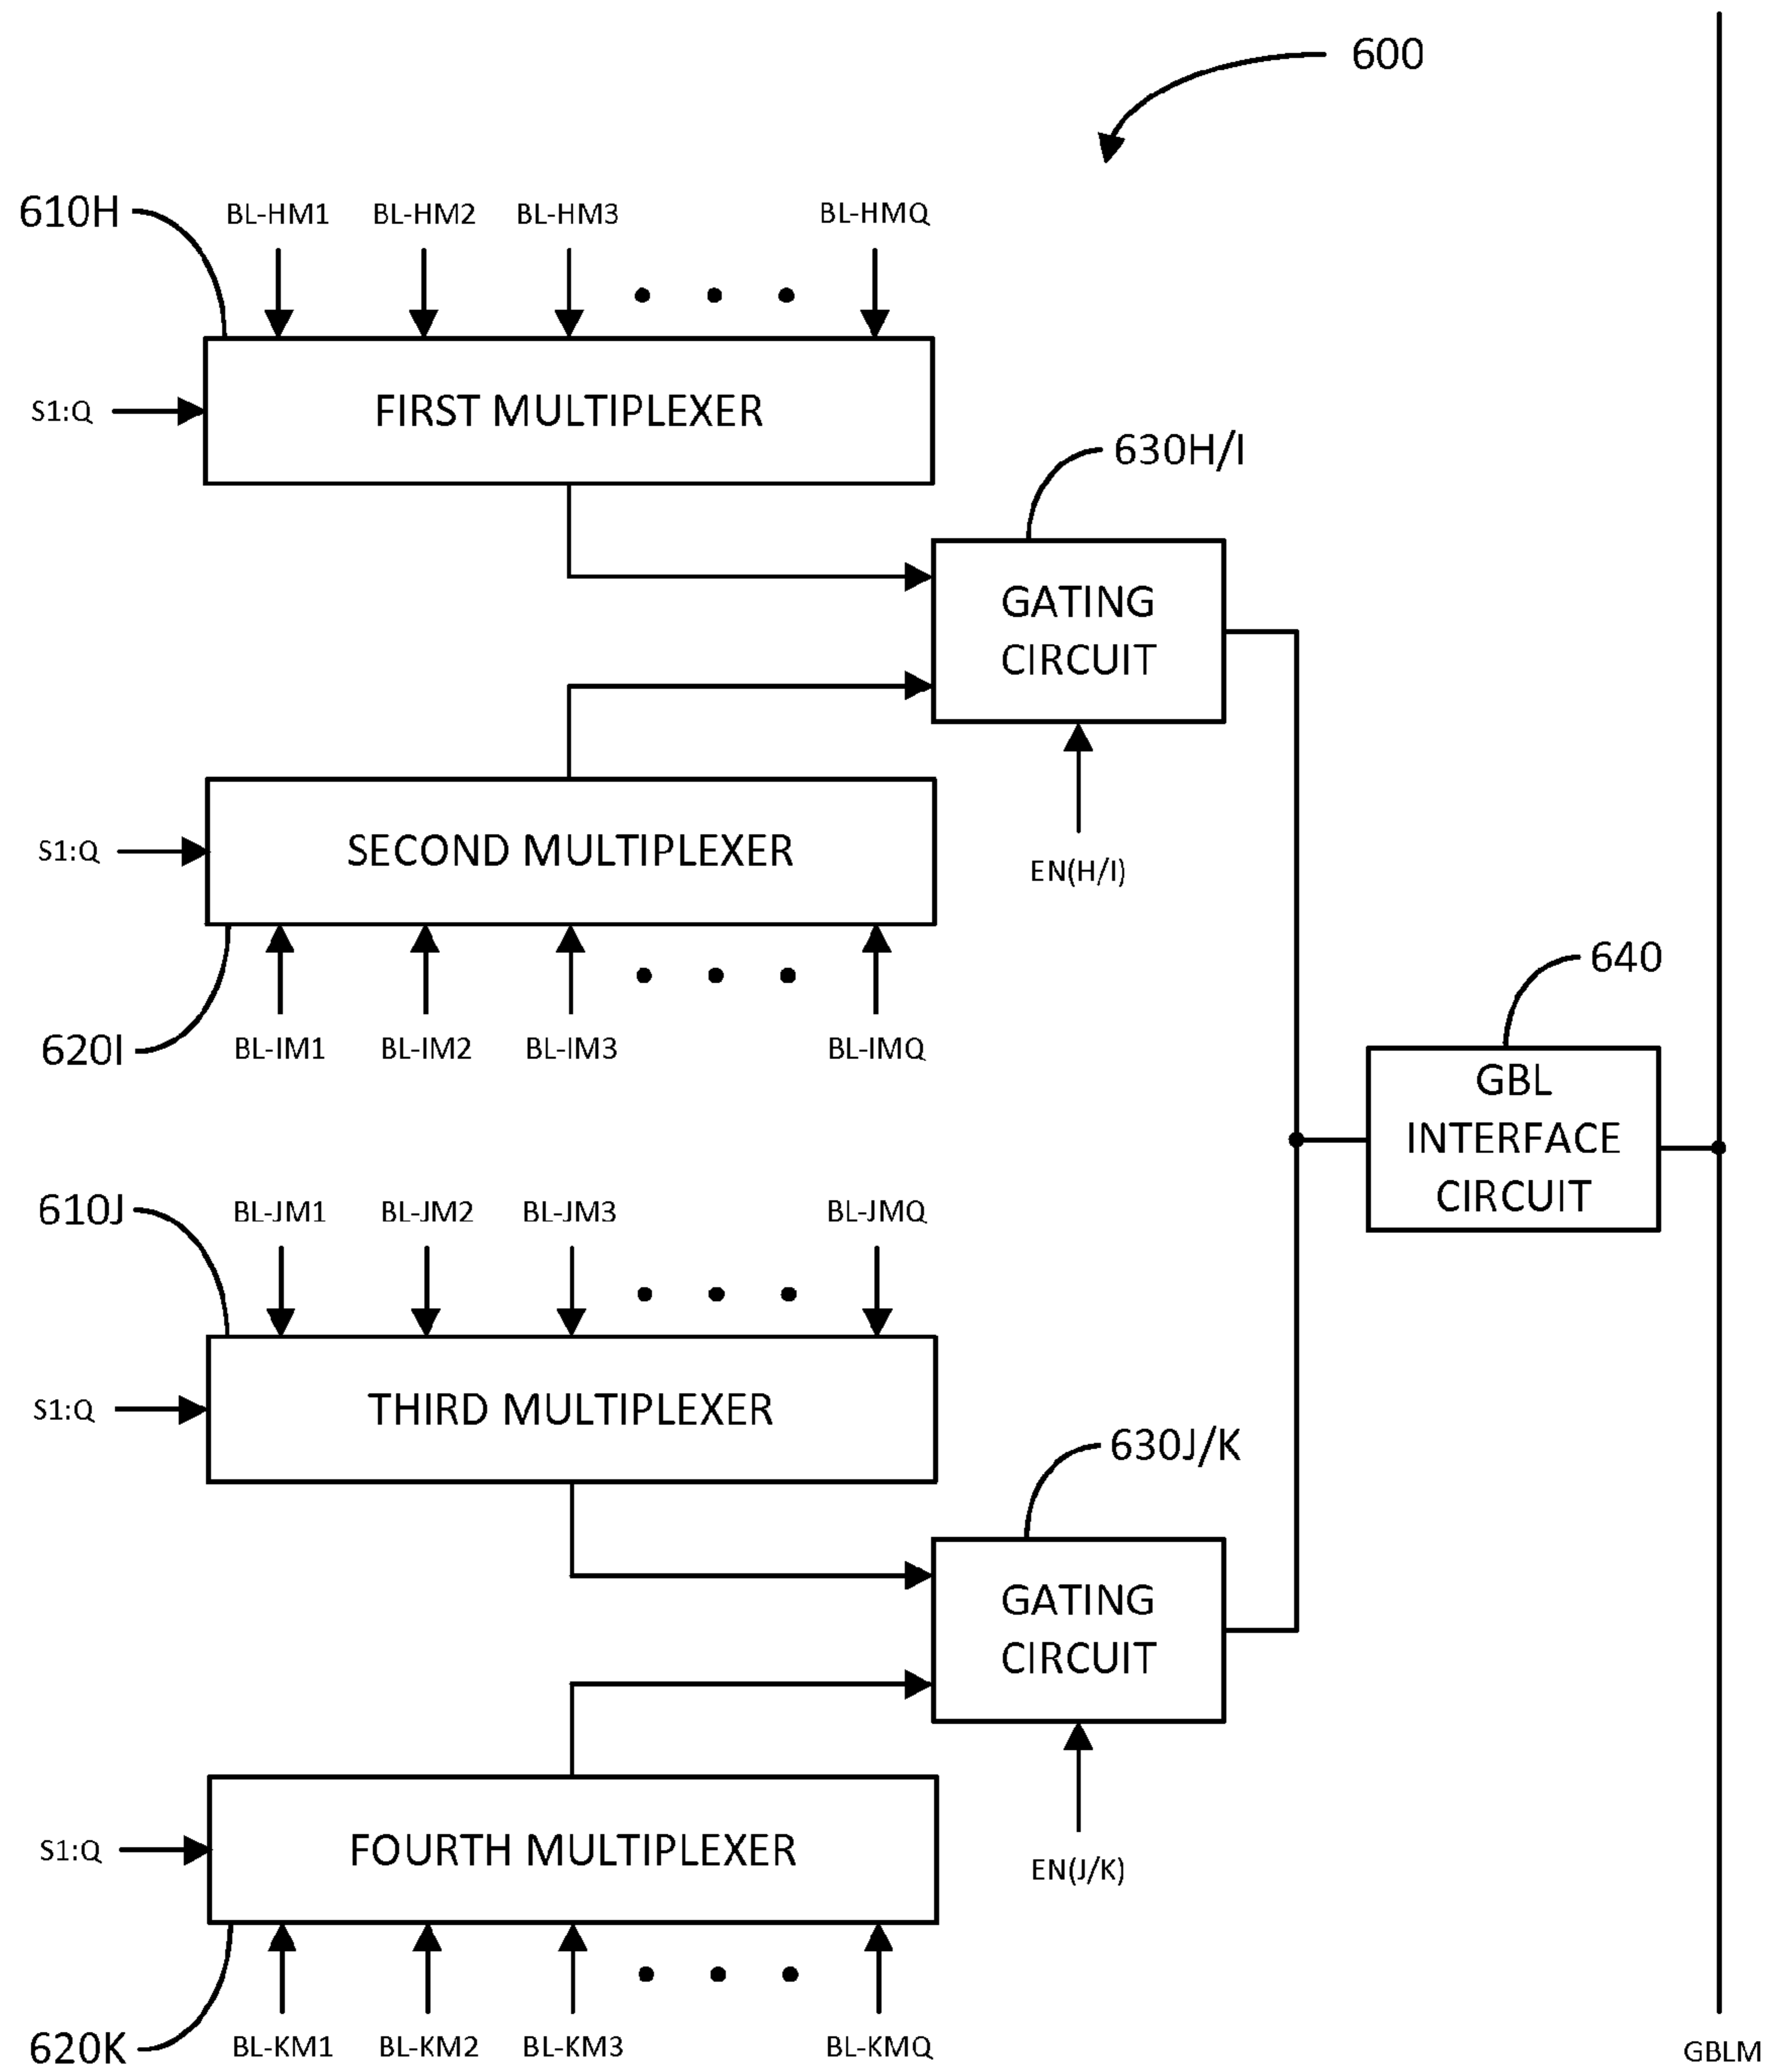 600
610H
BL-HM1 BL-HM2 BL-HM3 BL-HMQ
S1:Q
FIRST MULTIPLEXER
630H/I
GATING
CIRCUIT
S1:Q
SECOND MULTIPLEXER
EN(H/I)
620I
BL-IM1 BL-IM2 BL-IM3 BL-IMQ
640
GBL
INTERFACE
CIRCUIT
610J
BL-JM1 BL-JM2 BL-JM3 BL-JMQ
S1:Q
THIRD MULTIPLEXER
630J/K
GATING
CIRCUIT
S1:Q
FOURTH MULTIPLEXER
EN(J/K)
620K
BL-KM1 BL-KM2 BL-KM3 BL-KMQ
GBLM